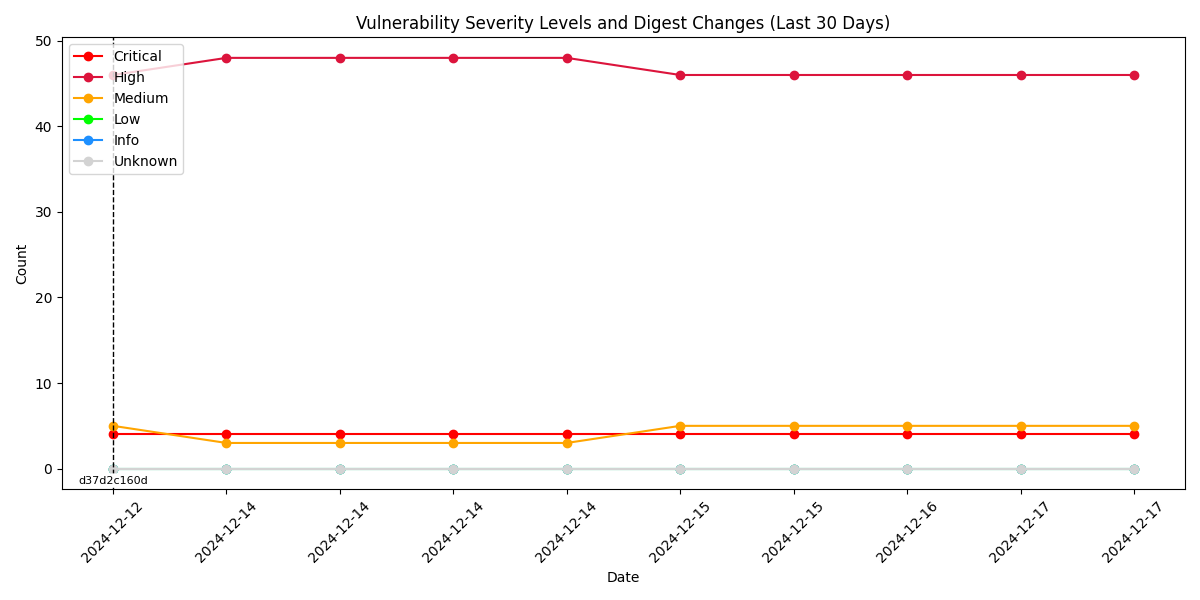 Vulnerability Severity Levels and Digest Changes (Last 30 Days)
50
40
30
20
10
0
Count
Critical
High
Medium
Low
Info
Unknown
d37d2c160d
2024-12-12
2024-12-14
2024-12-14
2024-12-14
2024-12-14
2024-12-15
2024-12-15
2024-12-16
2024-12-17
2024-12-17
Date